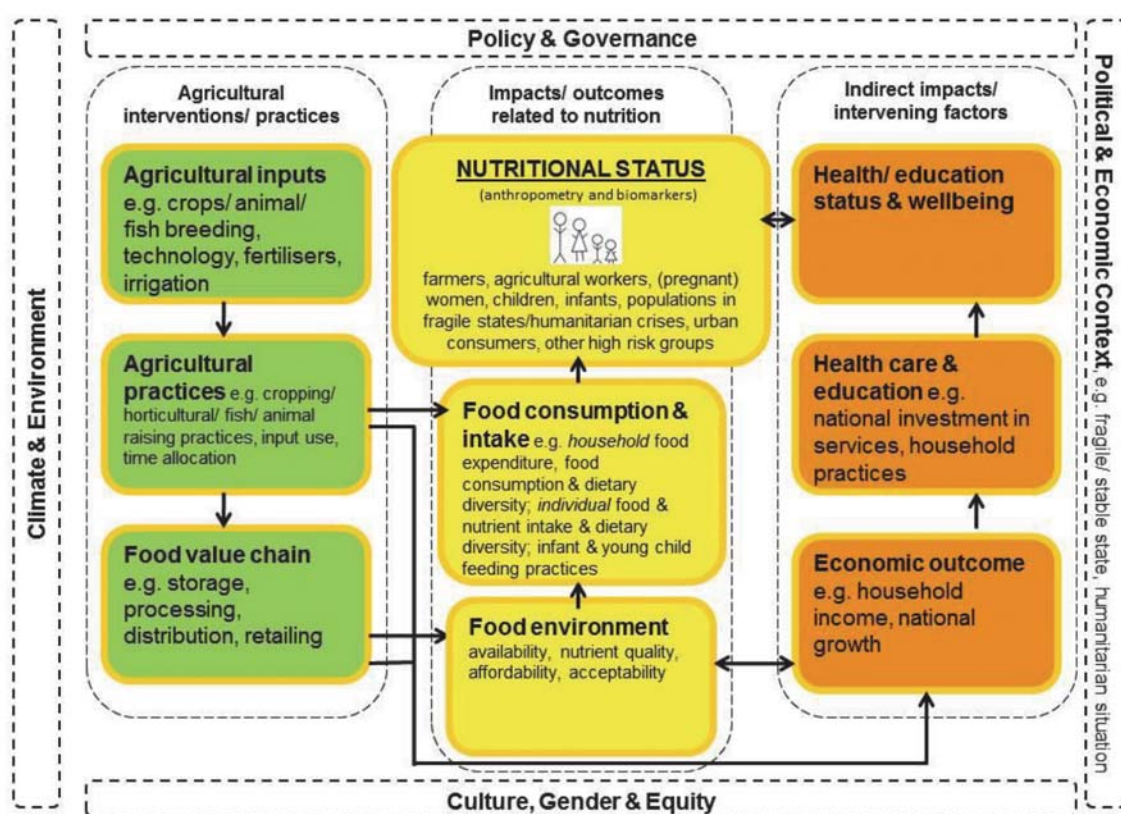 Policy & Governance
Climate & Environment
Political & Economic Context, e.g. fragile/ stable state, humanitarian situation
Agricultural
interventions/ practices
Agricultural inputs
e.g. crops/ animal/
fish breeding,
technology, fertilisers,
irrigation
Agricultural
practices e.g. cropping/
horticultural/ fish/ animal
raising practices, input use,
time allocation
Food value chain
e.g. storage,
processing,
distribution, retailing
Impacts/ outcomes
related to nutrition
NUTRITIONAL STATUS
(anthropometry and biomarkers)
farmers, agricultural workers, (pregnant)
women, children, infants, populations in
fragile states/humanitarian crises, urban
consumers, other high risk groups
Food consumption &
intake e.g. household food
expenditure, food
consumption & dietary
diversity; individual food &
nutrient intake & dietary
diversity; infant & young child
feeding practices
Food environment
availability, nutrient quality,
affordability, acceptability
Indirect impacts/
intervening factors
Health/ education
status & wellbeing
Health care &
education e.g.
national investment in
services, household
practices
Economic outcome
e.g. household
income, national
growth
Culture, Gender & Equity